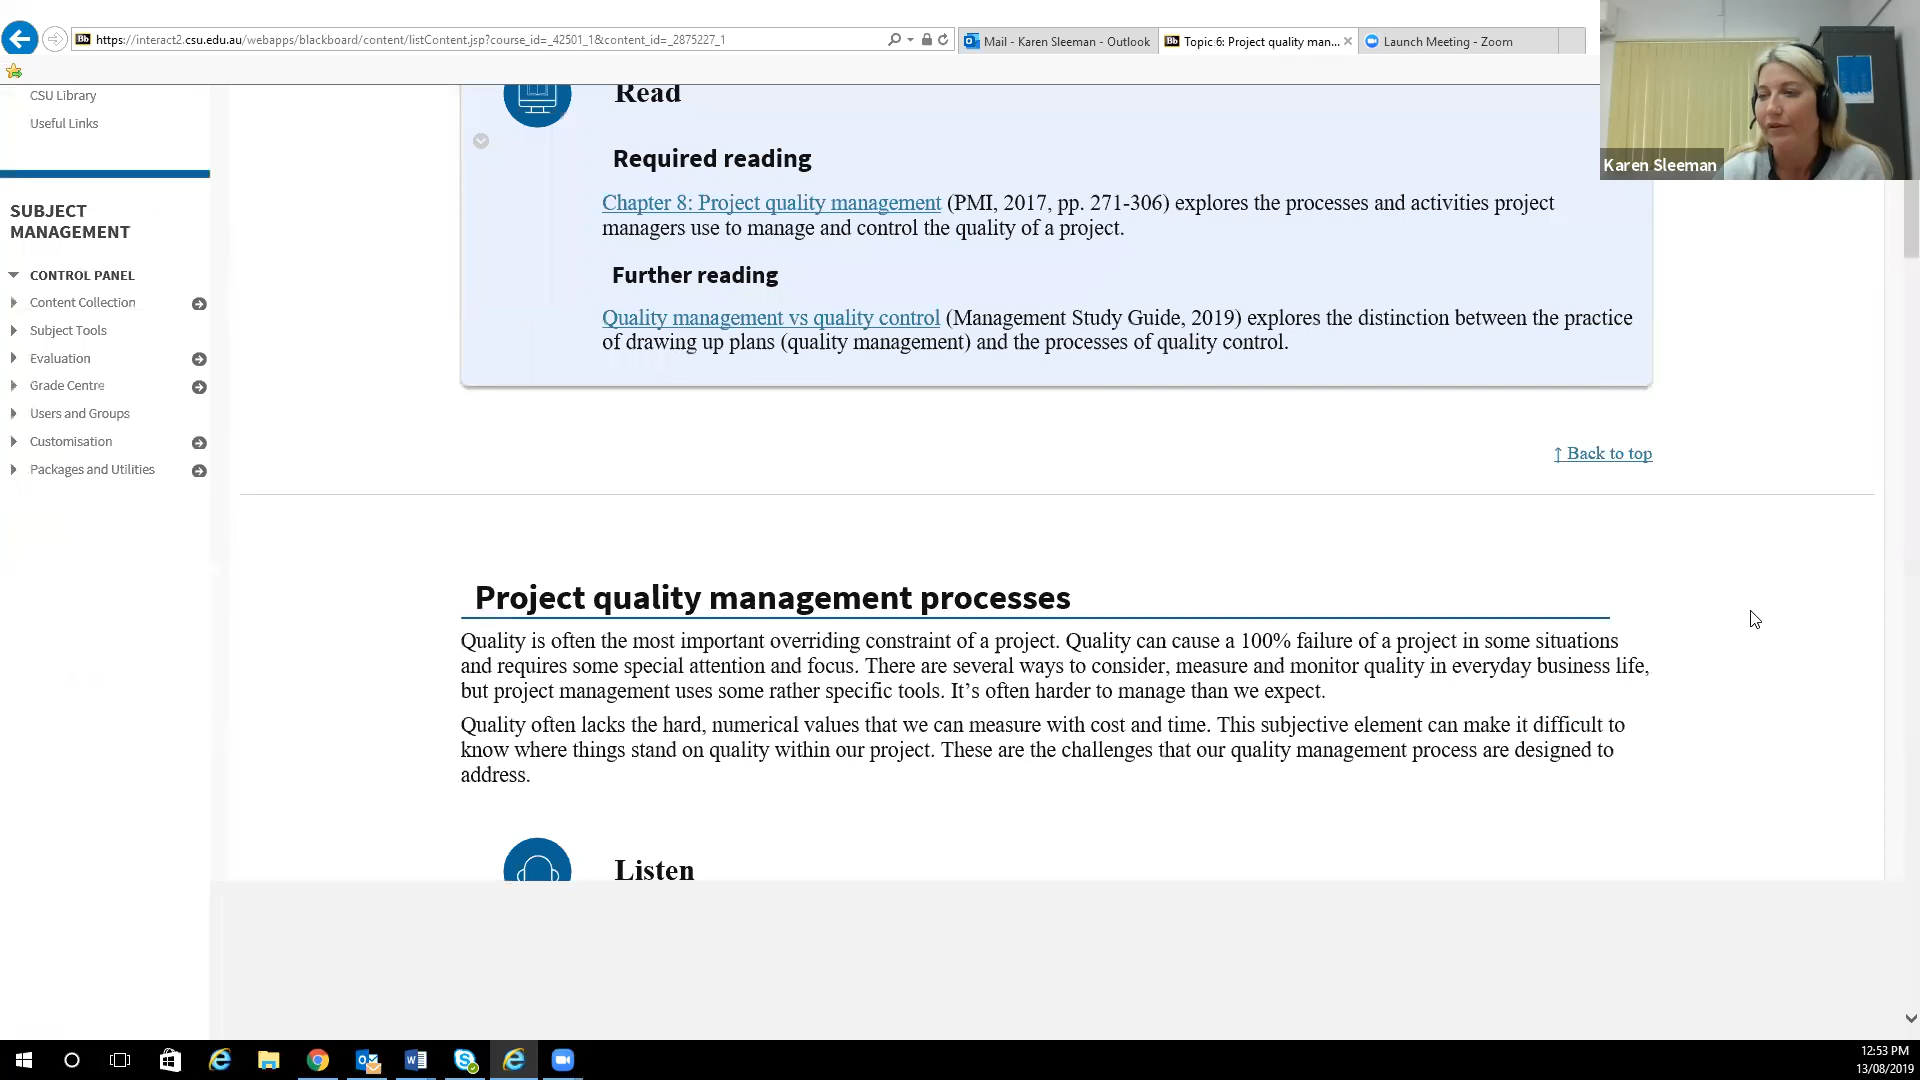 https://interact2.csu.edu.au/webapps/blackboard/content/listContent.jsp?course_id=_42501_1&content_id=_2875227_1
Mail - Karen Sleeman - Outlook
Topic 6: Project quality man...
Launch Meeting - Zoom
Karen Sleeman
CSU Library
Useful Links
SUBJECT
MANAGEMENT
CONTROL PANEL
Content Collection
Subject Tools
Evaluation
Grade Centre
Users and Groups
Customisation
Packages and Utilities
Read
Required reading
Chapter 8: Project quality management (PMI, 2017, pp. 271-306) explores the processes and activities project
managers use to manage and control the quality of a project.
Further reading
Quality management vs quality control (Management Study Guide, 2019) explores the distinction between the practice
of drawing up plans (quality management) and the processes of quality control.
↑ Back to top
Project quality management processes
Quality is often the most important overriding constraint of a project. Quality can cause a 100% failure of a project in some situations
and requires some special attention and focus. There are several ways to consider, measure and monitor quality in everyday business life,
but project management uses some rather specific tools. It's often harder to manage than we expect.
Quality often lacks the hard, numerical values that we can measure with cost and time. This subjective element can make it difficult to
know where things stand on quality within our project. These are the challenges that our quality management process are designed to
address.
Listen
12:53 PM
13/08/2019